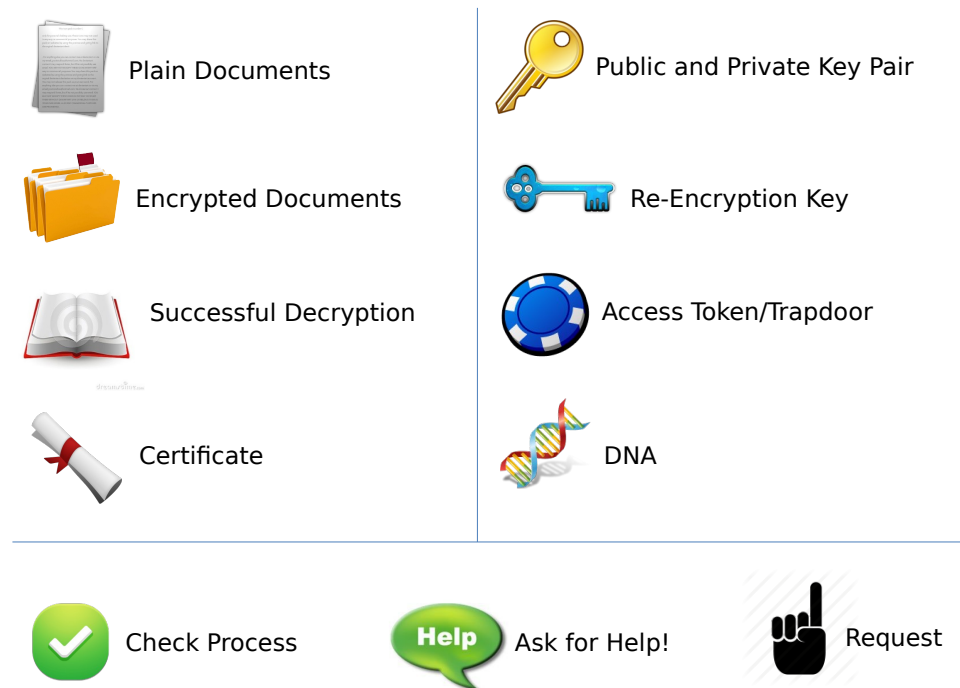 Plain Documents
Public and Private Key Pair
Encrypted Documents
Re-Encryption Key
Successful Decryption
Access Token/Trapdoor
Certificate
DNA
Check Process
Help
Ask for Help!
Request